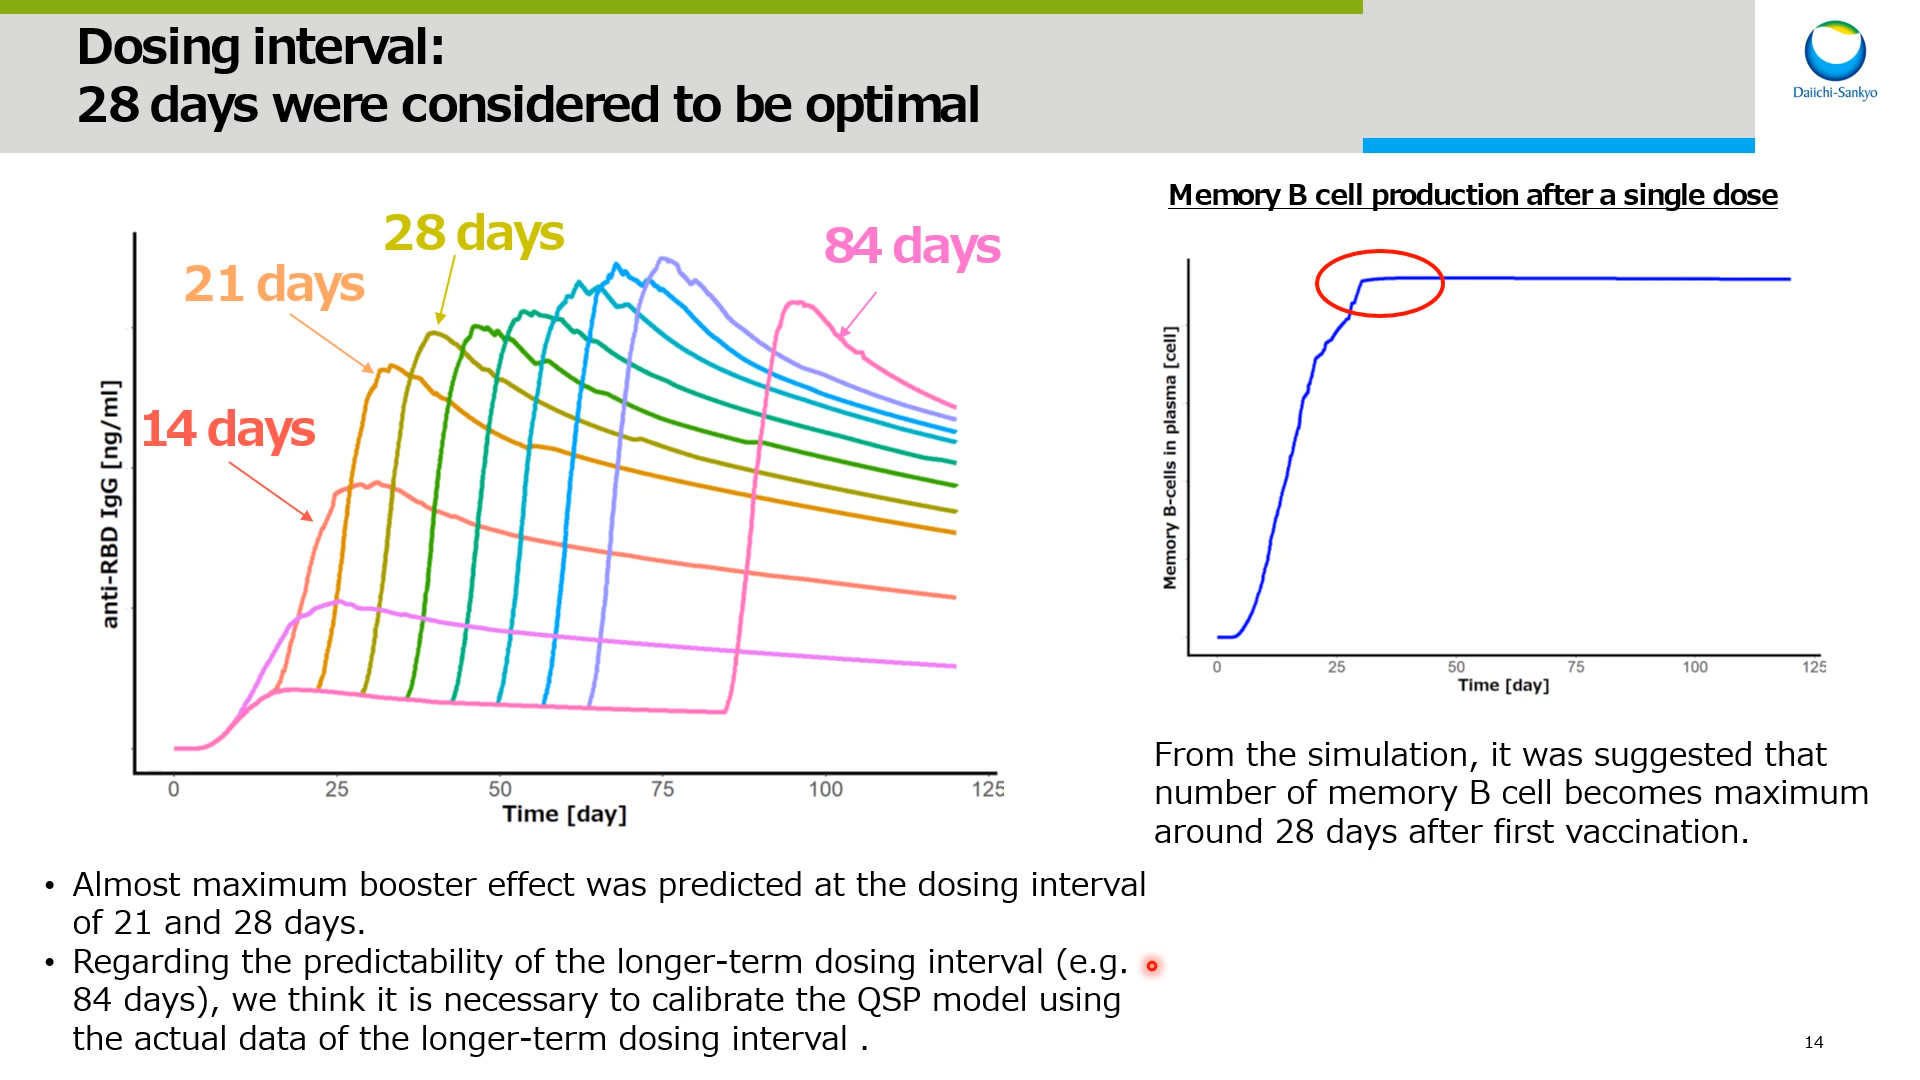 Dosing interval:
28 days were considered to be optimal
Daiichi-Sankyo
28 days
84 days
21 days
14 days
anti-RBD IgG [ng/ml]
0 25 50 75 100 125
Time [day]
Memory B cell production after a single dose
Memory B-cells in plasma [cell]
0 25 50 75 100 125
Time [day]
From the simulation, it was suggested that
number of memory B cell becomes maximum
around 28 days after first vaccination.
• Almost maximum booster effect was predicted at the dosing interval
of 21 and 28 days.
• Regarding the predictability of the longer-term dosing interval (e.g.
84 days), we think it is necessary to calibrate the QSP model using
the actual data of the longer-term dosing interval .
14